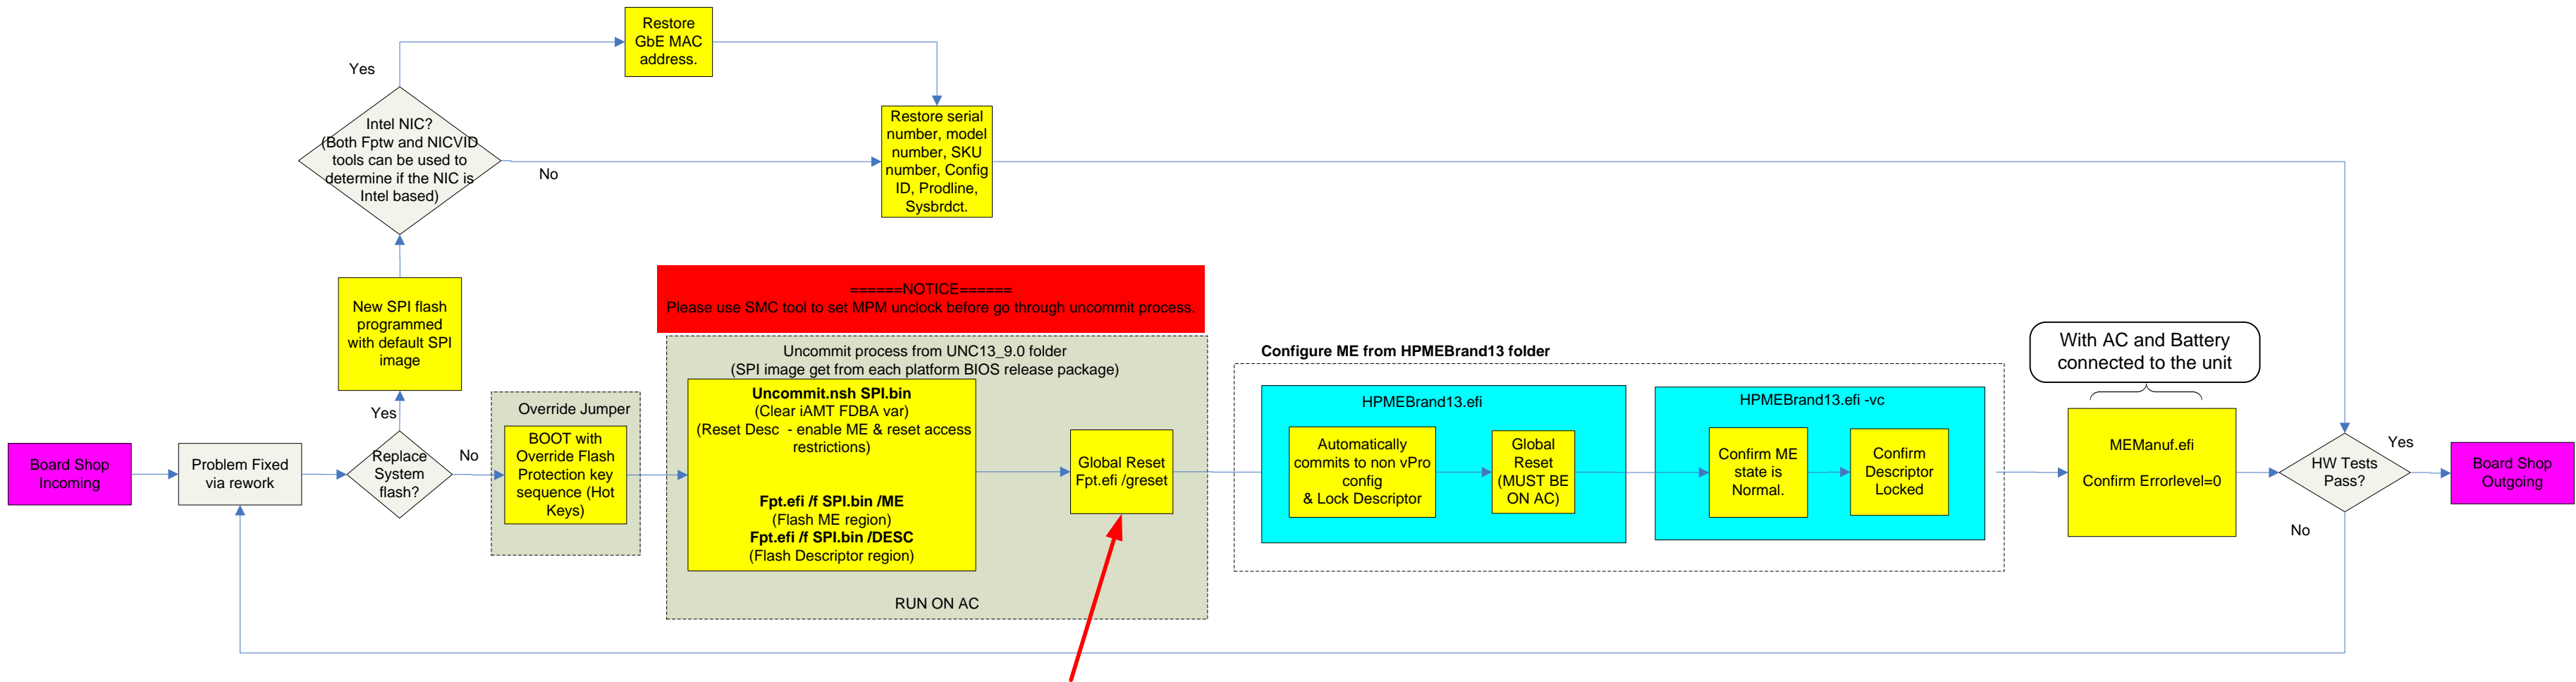 Restore
GbE MAC
address.
Yes
Intel NIC?
(Both Fptw and NICVID
tools can be used to
determine if the NIC is
Intel based)
No
Restore serial
number, model
number, SKU
number, Config
ID, Prodline,
Sysbrdct.
New SPI flash
programmed
with default SPI
image
Yes
======NOTICE======
Please use SMC tool to set MPM unclock before go through uncommit process.
Board Shop
Incoming
Problem Fixed
via rework
Replace
System
flash?
No
Override Jumper
BOOT with
Override Flash
Protection key
sequence (Hot
Keys)
Uncommit process from UNC13_9.0 folder
(SPI image get from each platform BIOS release package)
Uncommit.nsh SPI.bin
(Clear iAMT FDBA var)
(Reset Desc  - enable ME & reset access
restrictions)
Fpt.efi /f SPI.bin /ME
(Flash ME region)
Fpt.efi /f SPI.bin /DESC
(Flash Descriptor region)
Global Reset
Fpt.efi /greset
RUN ON AC
Configure ME from HPMEBrand13 folder
HPMEBrand13.efi
Automatically
commits to non vPro
config
& Lock Descriptor
Global
Reset
(MUST BE
ON AC)
HPMEBrand13.efi -vc
Confirm ME
state is
Normal.
Confirm
Descriptor
Locked
With AC and Battery
connected to the unit
MEManuf.efi
Confirm Errorlevel=0
HW Tests
Pass?
Yes
No
Board Shop
Outgoing